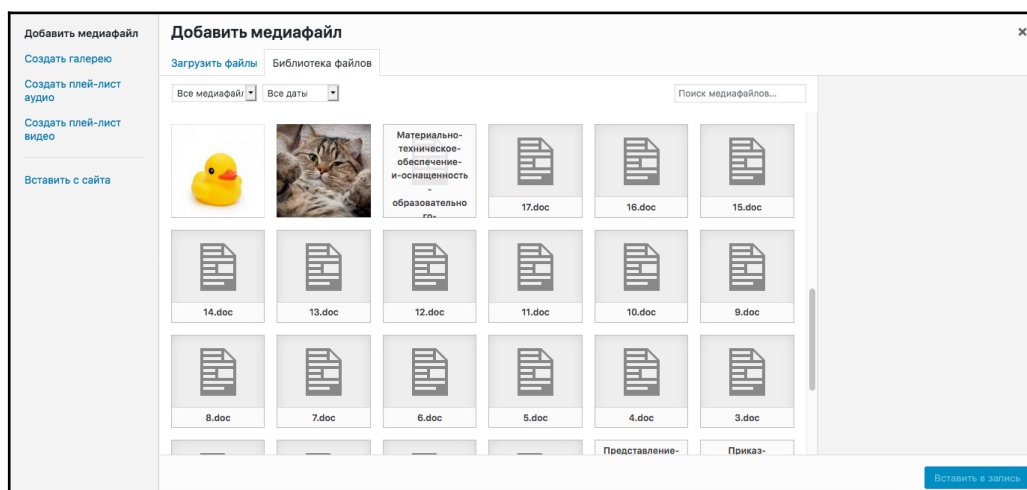 Добавить медиафайл
Создать галерею
Создать плей-лист
аудио
Создать плей-лист
видео
Вставить с сайта
Добавить медиафайл
×
Загрузить файлы
Библиотека файлов
Все медиафай
Все даты
Поиск медиафайлов...
Материально-
техническое-
обеспечение-
и-оснащенность
-
образовательно
го-
17.doc
16.doc
15.doc
14.doc
13.doc
12.doc
11.doc
10.doc
9.doc
8.doc
7.doc
6.doc
5.doc
4.doc
3.doc
Представление-
Приказ-
Вставить в запись